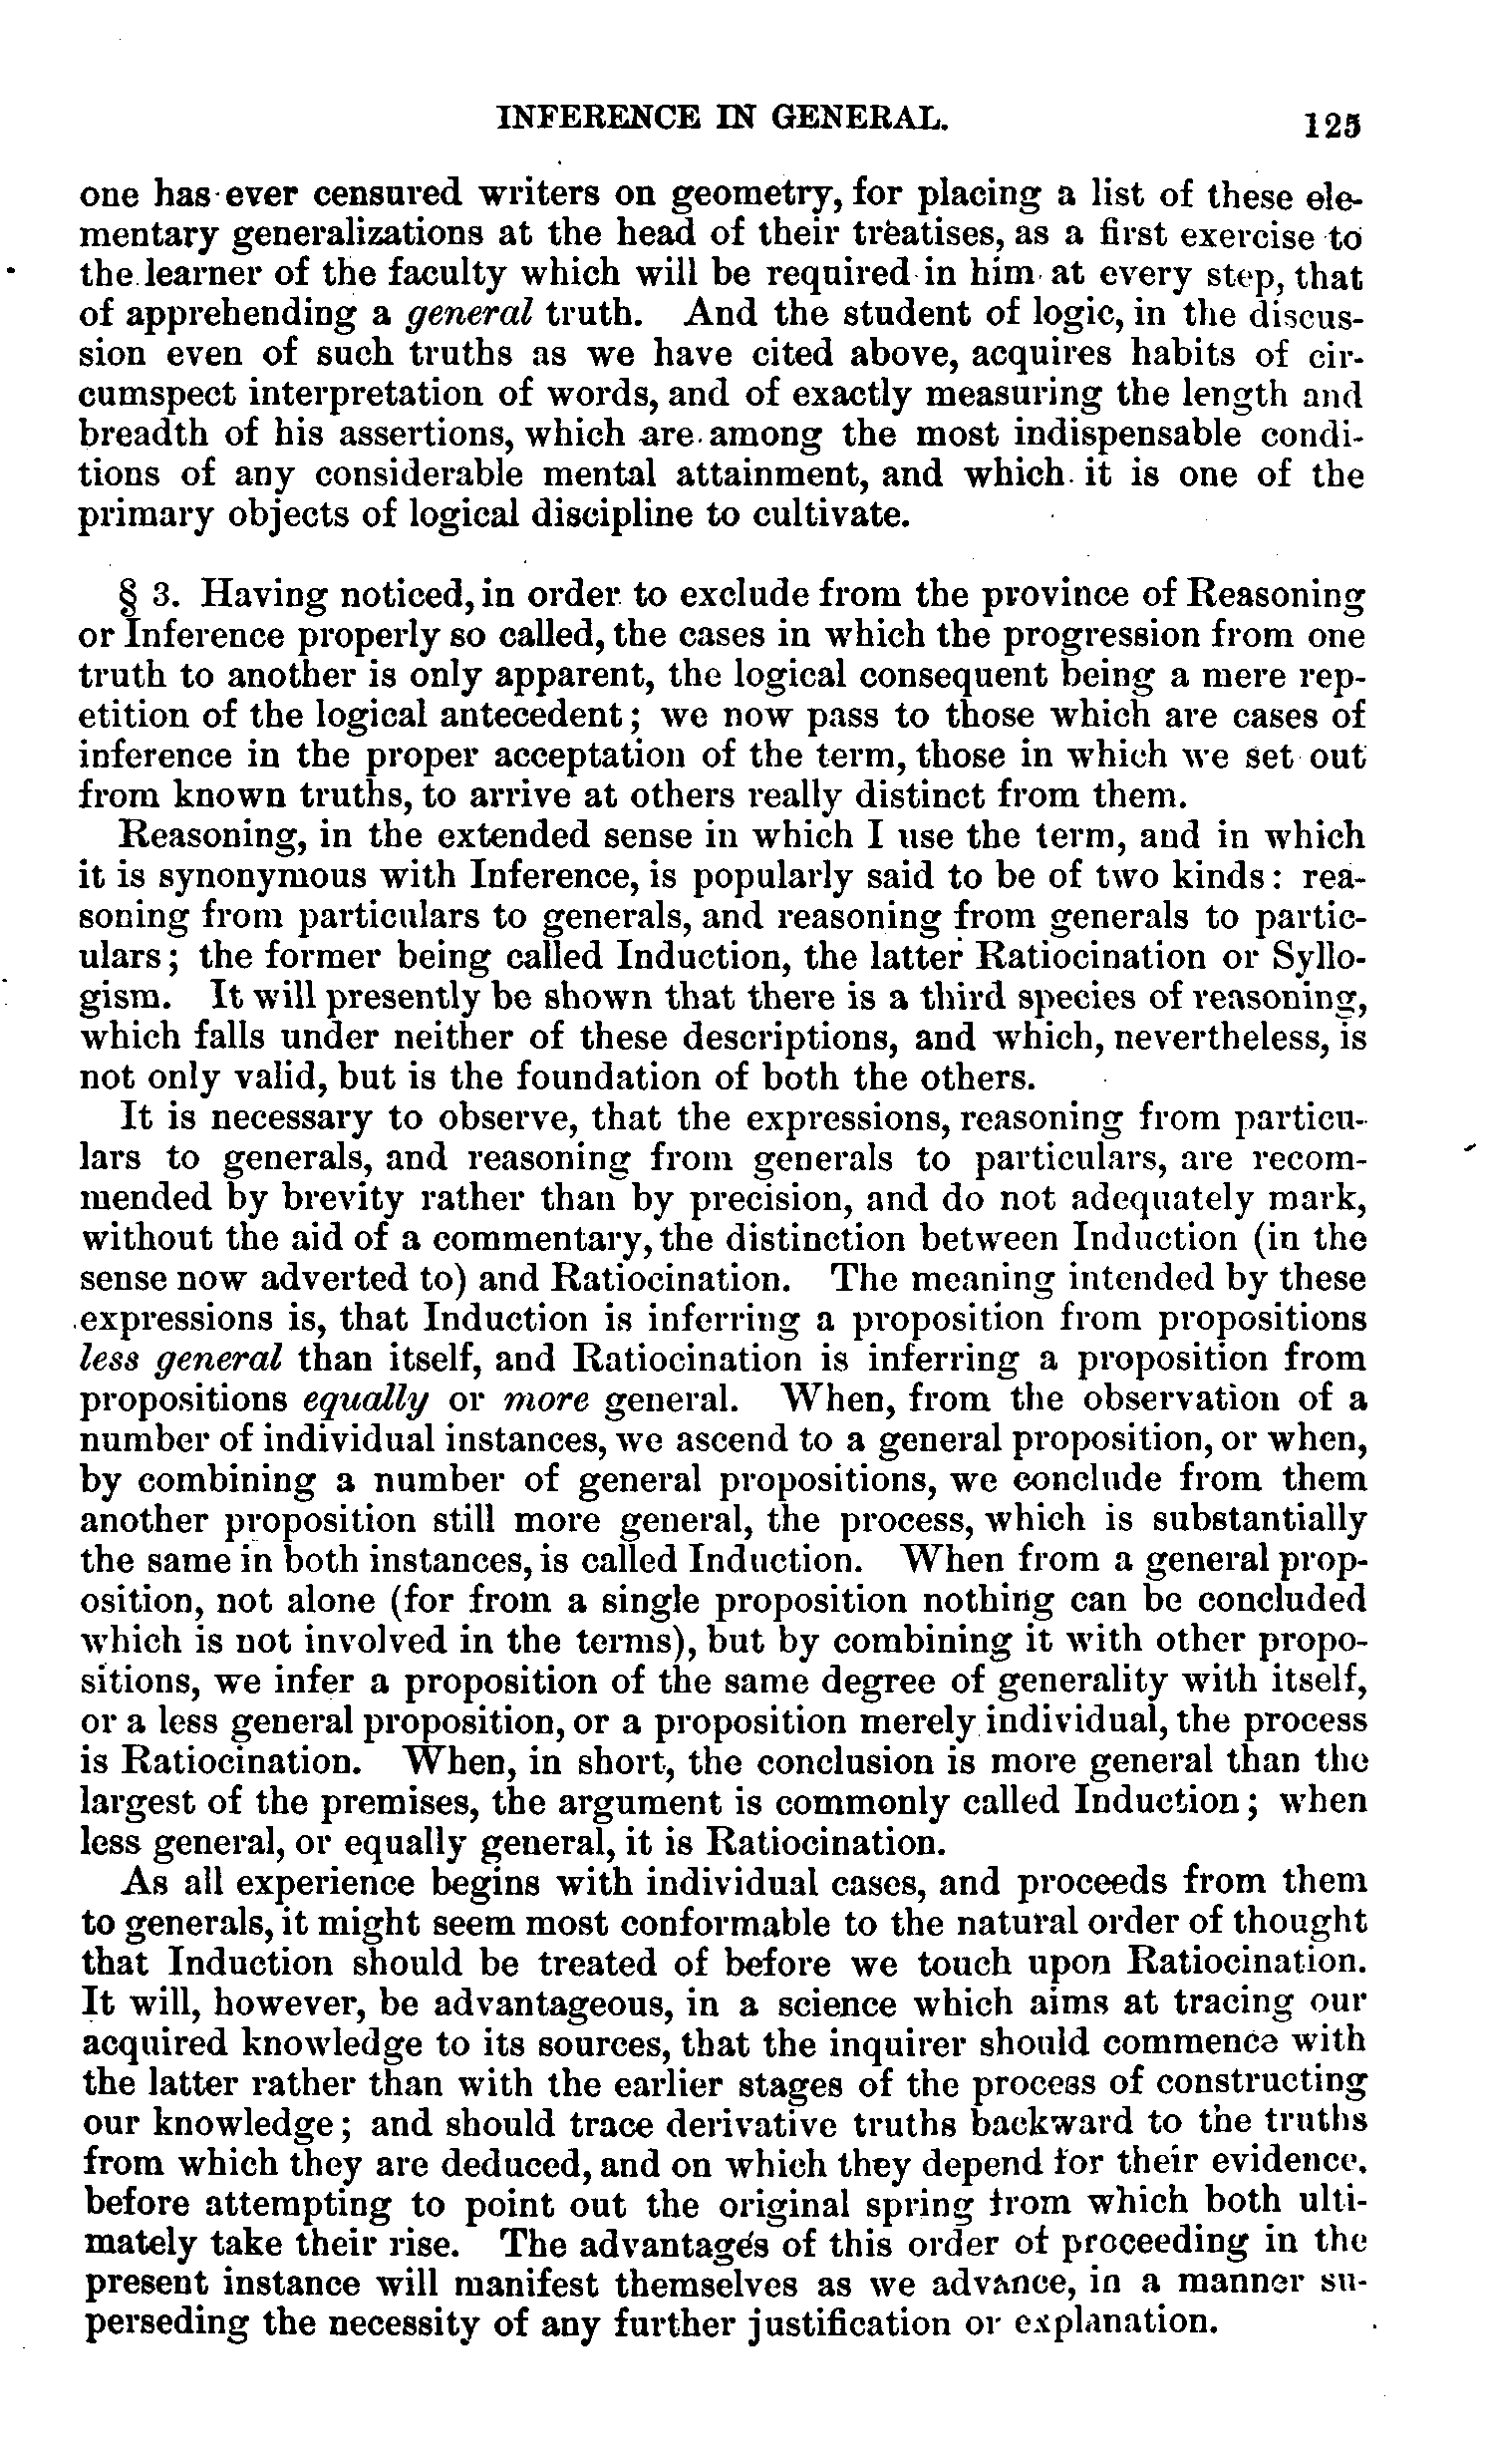 INFERENCE IN GENERAL. 125
one has ever censured writers on geometry, for placing a list of these ele-
mentary generalizations at the head of their treatises, as a first exercise to
the learner of the faculty which will be required in him at every step, that
of apprehending a general truth. And the student of logic, in the discus-
sion even of such truths as we have cited above, acquires habits of cir-
cumspect interpretation of words, and of exactly measuring the length and
breadth of his assertions, which are among the most indispensable condi-
tions of any considerable mental attainment, and which it is one of the
primary objects of logical discipline to cultivate.
§ 3. Having noticed, in order to exclude from the province of Reasoning
or Inference properly so called, the cases in which the progression from one
truth to another is only apparent, the logical consequent being a mere rep-
etition of the logical antecedent; we now pass to those which are cases of
inference in the proper acceptation of the term, those in which we set out
from known truths, to arrive at others really distinct from them.
Reasoning, in the extended sense in which I use the term, and in which
it is synonymous with Inference, is popularly said to be of two kinds: rea-
soning from particulars to generals, and reasoning from generals to partic-
ulars; the former being called Induction, the latter Ratiocination or Syllo-
gism. It will presently be shown that there is a third species of reasoning,
which falls under neither of these descriptions, and which, nevertheless, is
not only valid, but is the foundation of both the others.
It is necessary to observe, that the expressions, reasoning from particu-
lars to generals, and reasoning from generals to particulars, are recom-
mended by brevity rather than by precision, and do not adequately mark,
without the aid of a commentary, the distinction between Induction (in the
sense now adverted to) and Ratiocination. The meaning intended by these
expressions is, that Induction is inferring a proposition from propositions
less general than itself, and Ratiocination is inferring a proposition from
propositions equally or more general. When, from the observation of a
number of individual instances, we ascend to a general proposition, or when,
by combining a number of general propositions, we conclude from them
another proposition still more general, the process, which is substantially
the same in both instances, is called Induction. When from a general prop-
osition, not alone (for from a single proposition nothing can be concluded
which is not involved in the terms), but by combining it with other propo-
sitions, we infer a proposition of the same degree of generality with itself,
or a less general proposition, or a proposition merely individual, the process
is Ratiocination. When, in short, the conclusion is more general than the
largest of the premises, the argument is commonly called Induction; when
less general, or equally general, it is Ratiocination.
As all experience begins with individual cases, and proceeds from them
to generals, it might seem most conformable to the natural order of thought
that Induction should be treated of before we touch upon Ratiocination.
It will, however, be advantageous, in a science which aims at tracing our
acquired knowledge to its sources, that the inquirer should commence with
the latter rather than with the earlier stages of the process of constructing
our knowledge; and should trace derivative truths backward to the truths
from which they are deduced, and on which they depend for their evidence,
before attempting to point out the original spring from which both ulti-
mately take their rise. The advantages of this order of proceeding in the
present instance will manifest themselves as we advance, in a manner su-
perseding the necessity of any further justification or explanation.